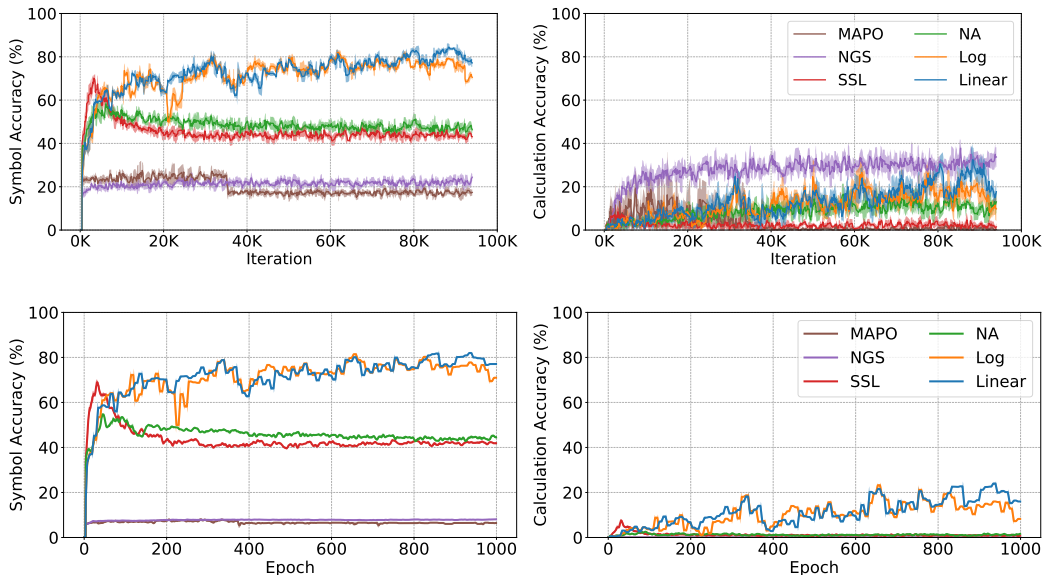 100
80
60
40
20
0
Symbol Accuracy (%)
0K 20K 40K 60K 80K 100K
Iteration
100
80
60
40
20
0
Calculation Accuracy (%)
MAPO NA
NGS Log
SSL Linear
0K 20K 40K 60K 80K 100K
Iteration
100
80
60
40
20
0
Symbol Accuracy (%)
0 200 400 600 800 1000
Epoch
100
80
60
40
20
0
Calculation Accuracy (%)
MAPO NA
NGS Log
SSL Linear
0 200 400 600 800 1000
Epoch